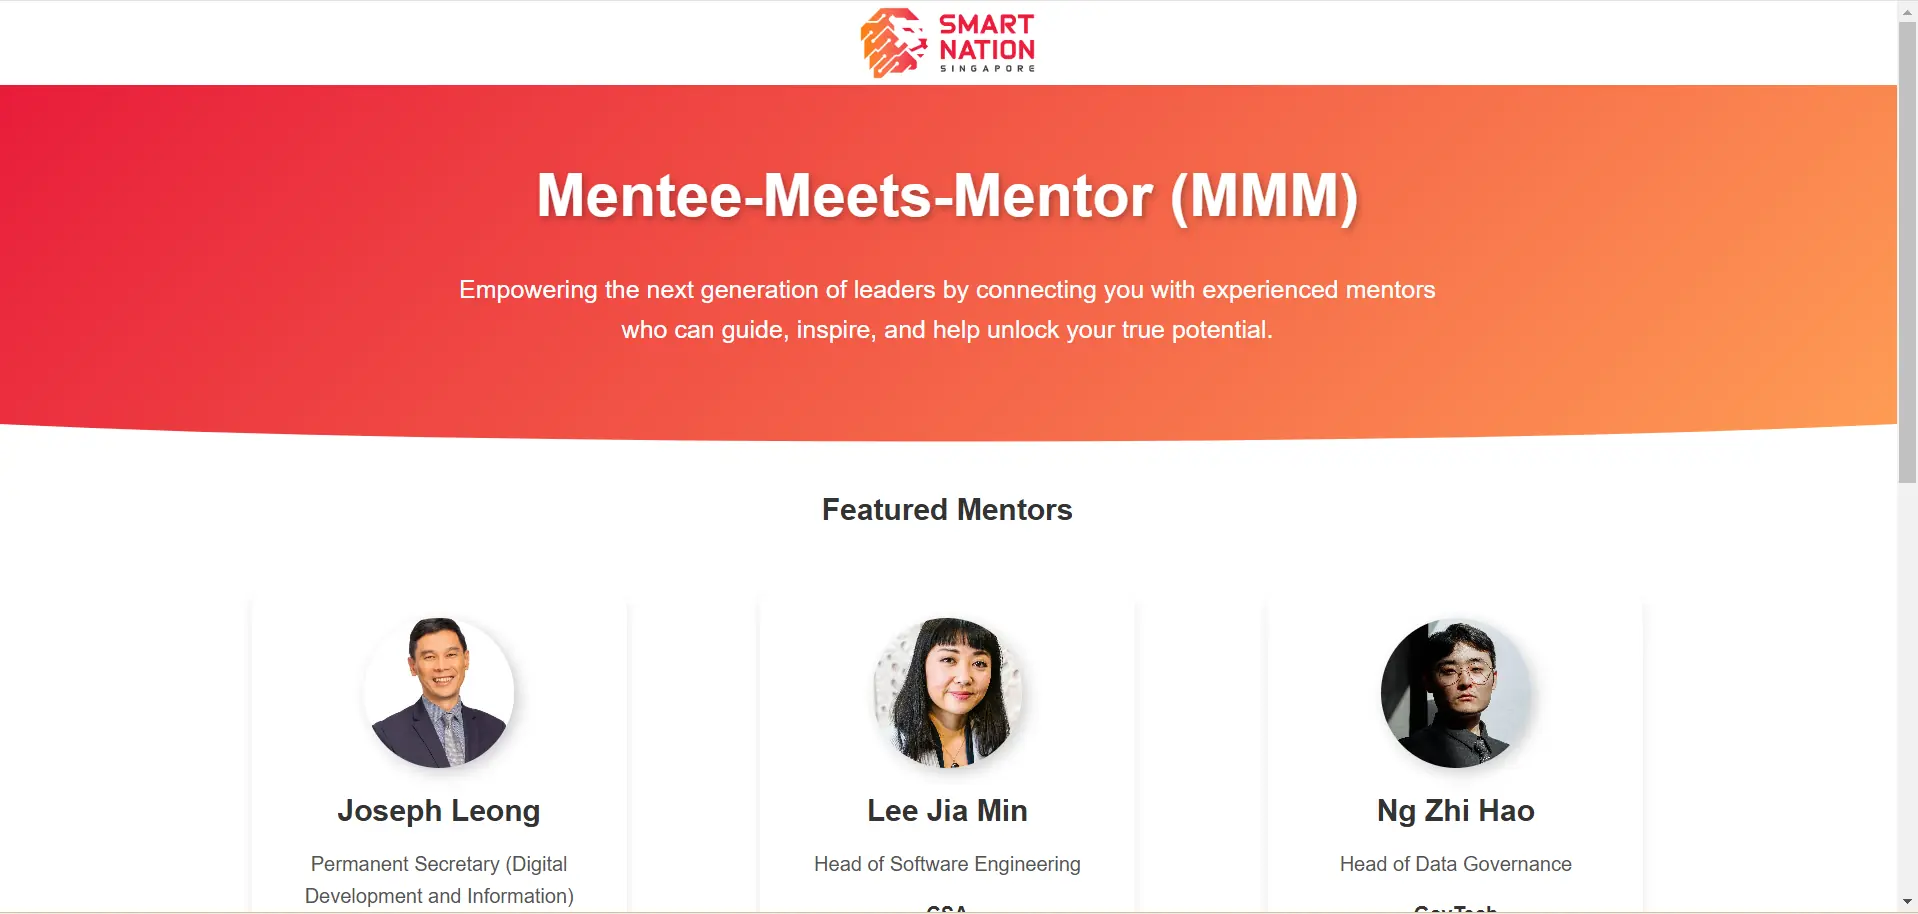 SMART
NATION
SINGAPORE
Mentee-Meets-Mentor (MMM)
Empowering the next generation of leaders by connecting you with experienced mentors
who can guide, inspire, and help unlock your true potential.
Featured Mentors
Joseph Leong
Permanent Secretary (Digital
Development and Information)
Lee Jia Min
Head of Software Engineering
CSA
Ng Zhi Hao
Head of Data Governance
GovTech